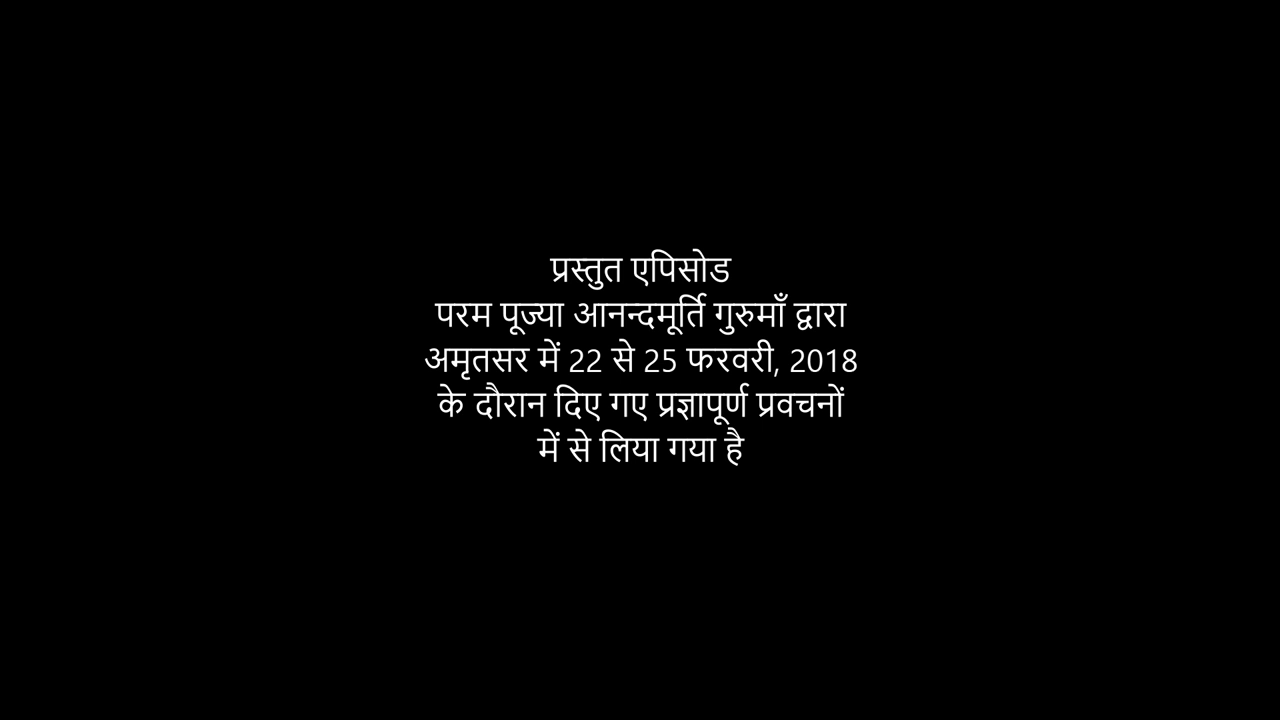 प्रस्तुत एपिसोड
परम पूज्या आनन्दमूर्ति गुरुमाँ द्वारा
अमृतसर में 22 से 25 फरवरी, 2018
के दौरान दिए गए प्रज्ञापूर्ण प्रवचनों
में से लिया गया है